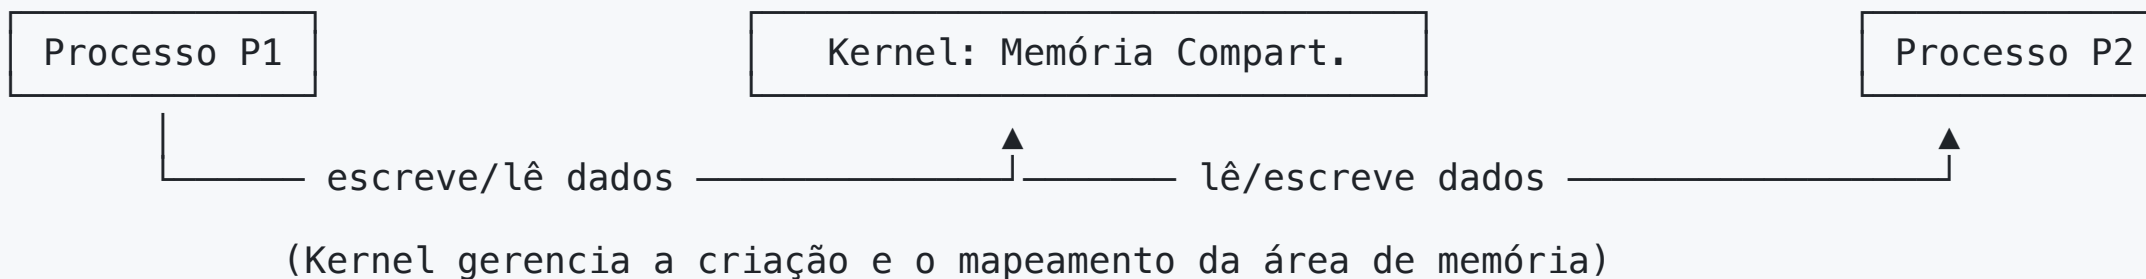 Processo P1 Kernel: Memória Compart. Processo P2
escreve/lê dados lê/escreve dados
(Kernel gerencia a criação e o mapeamento da área de memória)